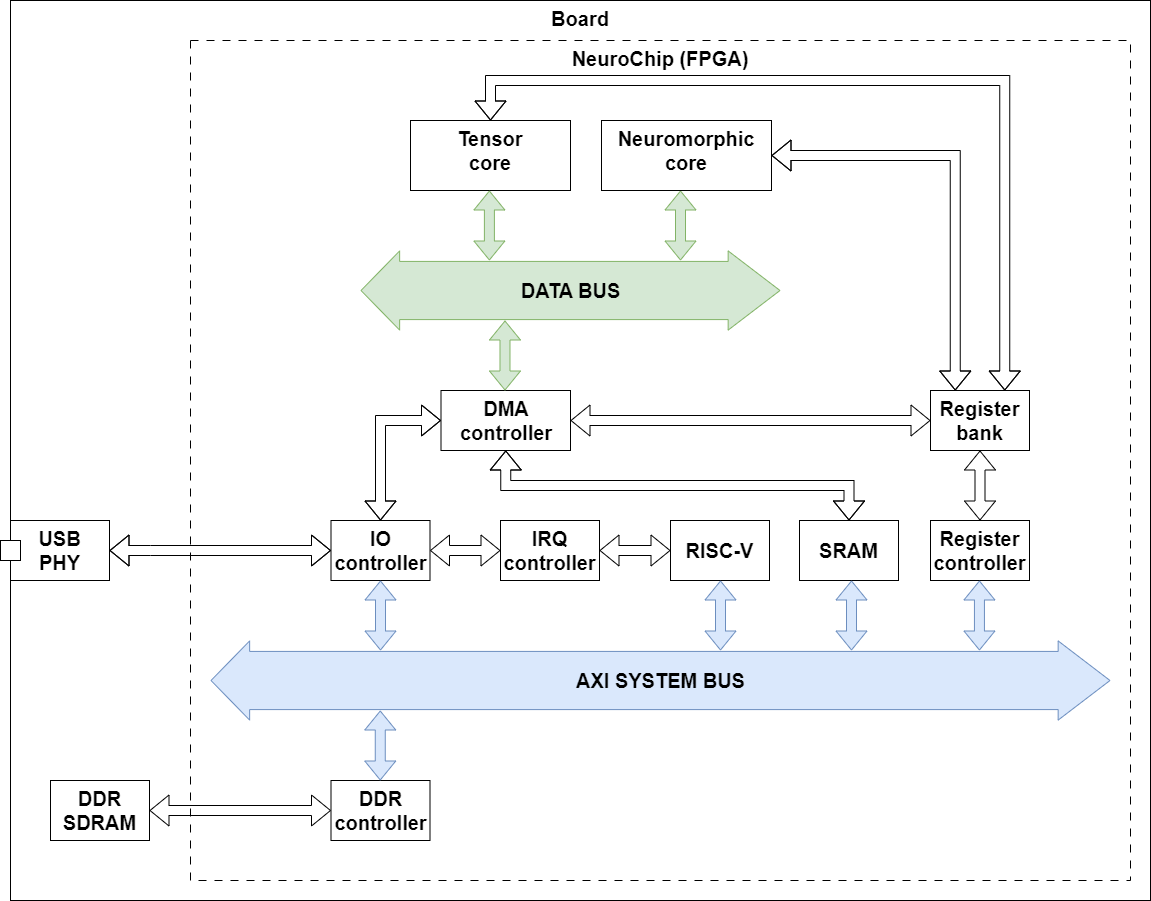 Board
NeuroChip (FPGA)
Tensor
core
Neuromorphic
core
DATA BUS
DMA
controller
Register
bank
USB
PHY
IO
controller
IRQ
controller
RISC-V
SRAM
Register
controller
AXI SYSTEM BUS
DDR
SDRAM
DDR
controller